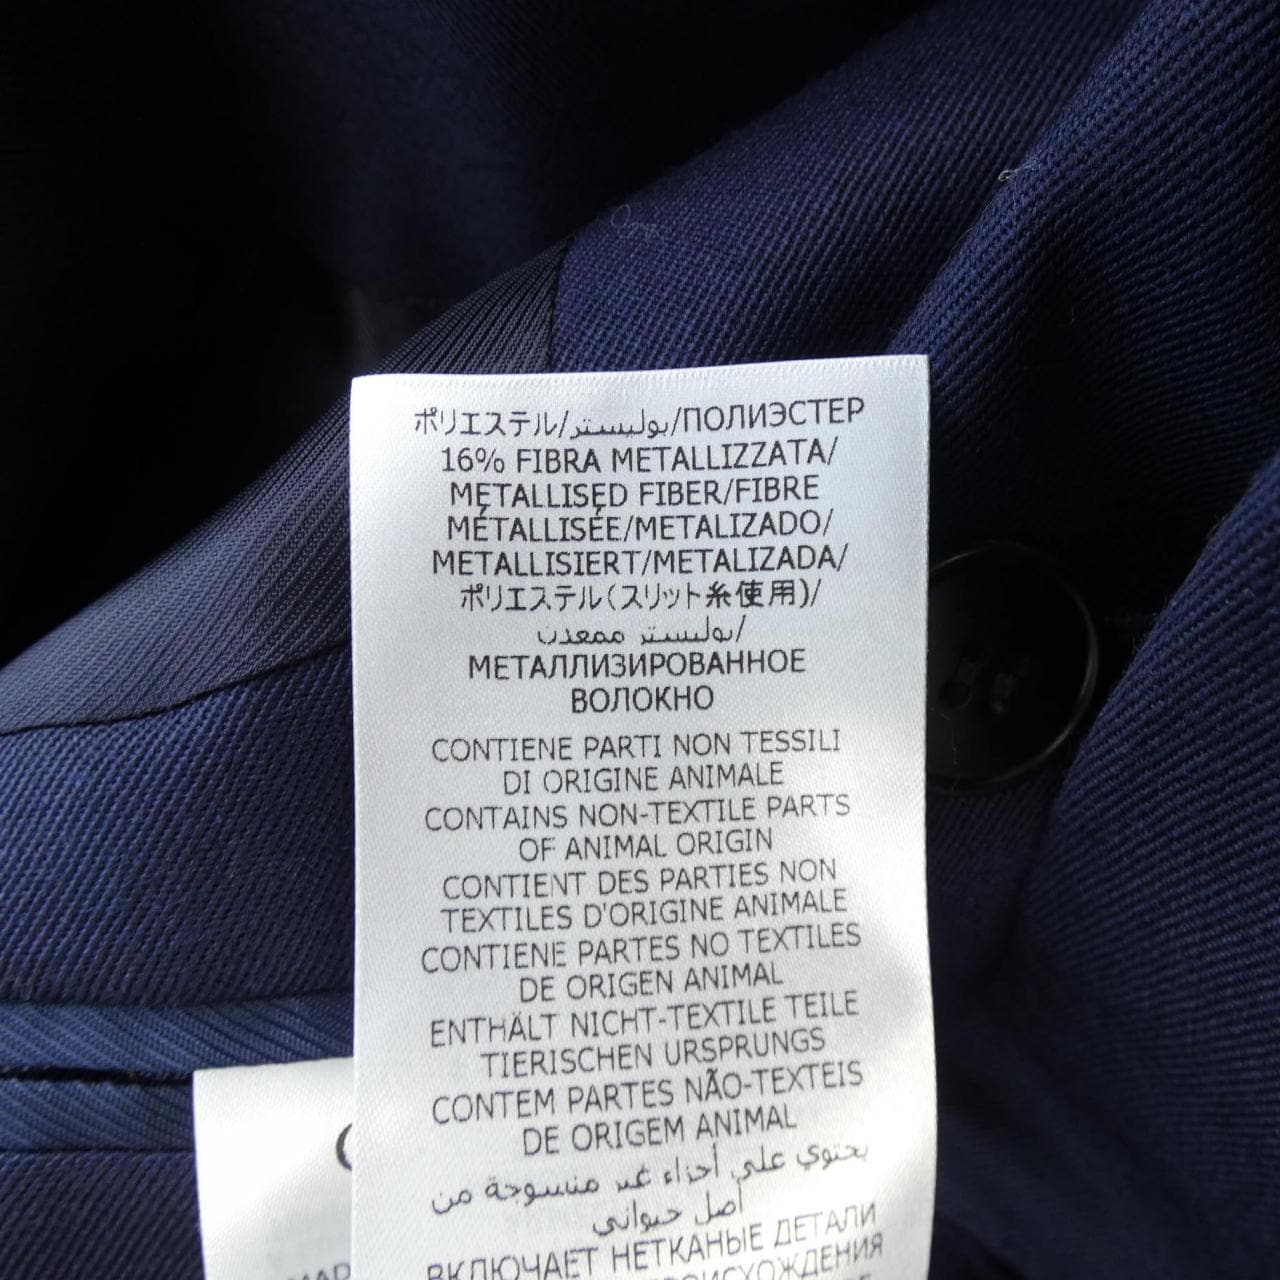 ポリエステル/بوليستر/ПОЛИЭСТЕР
16% FIBRA METALLIZZATA/
METALLISED FIBER/FIBRE
MÉTALLISÉE/METALIZADO/
METALLISIERT/METALIZADA/
ポリエステル(スリット糸使用)/
بوليستر ممعدن/
МЕТАЛЛИЗИРОВАННОЕ
ВОЛОКНО
CONTIENE PARTI NON TESSILI
DI ORIGINE ANIMALE
CONTAINS NON-TEXTILE PARTS
OF ANIMAL ORIGIN
CONTIENT DES PARTIES NON
TEXTILES D'ORIGINE ANIMALE
CONTIENE PARTES NO TEXTILES
DE ORIGEN ANIMAL
ENTHÄLT NICHT-TEXTILE TEILE
TIERISCHEN URSPRUNGS
CONTEM PARTES NÃO-TEXTEIS
DE ORIGEM ANIMAL
يحتوي علي أجزاء غير منسوجة من
أصل حيواني
ВКЛЮЧАЕТ НЕТКАНЫЕ ДЕТАЛИ